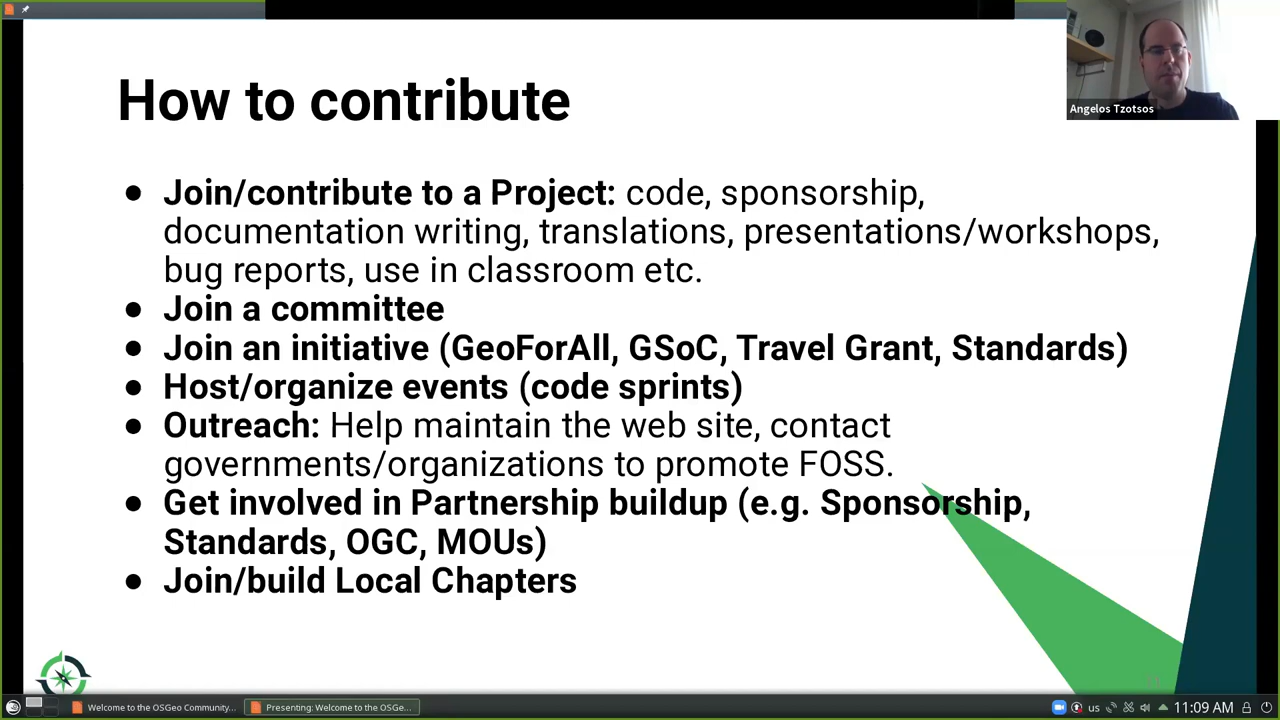 How to contribute
Angelos Tzotsos
● Join/contribute to a Project: code, sponsorship,
documentation writing, translations, presentations/workshops,
bug reports, use in classroom etc.
● Join a committee
● Join an initiative (GeoForAll, GSoC, Travel Grant, Standards)
● Host/organize events (code sprints)
● Outreach: Help maintain the web site, contact
governments/organizations to promote FOSS.
● Get involved in Partnership buildup (e.g. Sponsorship,
Standards, OGC, MOUs)
● Join/build Local Chapters
Welcome to the OSGeo Community...
Presenting: Welcome to the OSGe...
us
11:09 AM